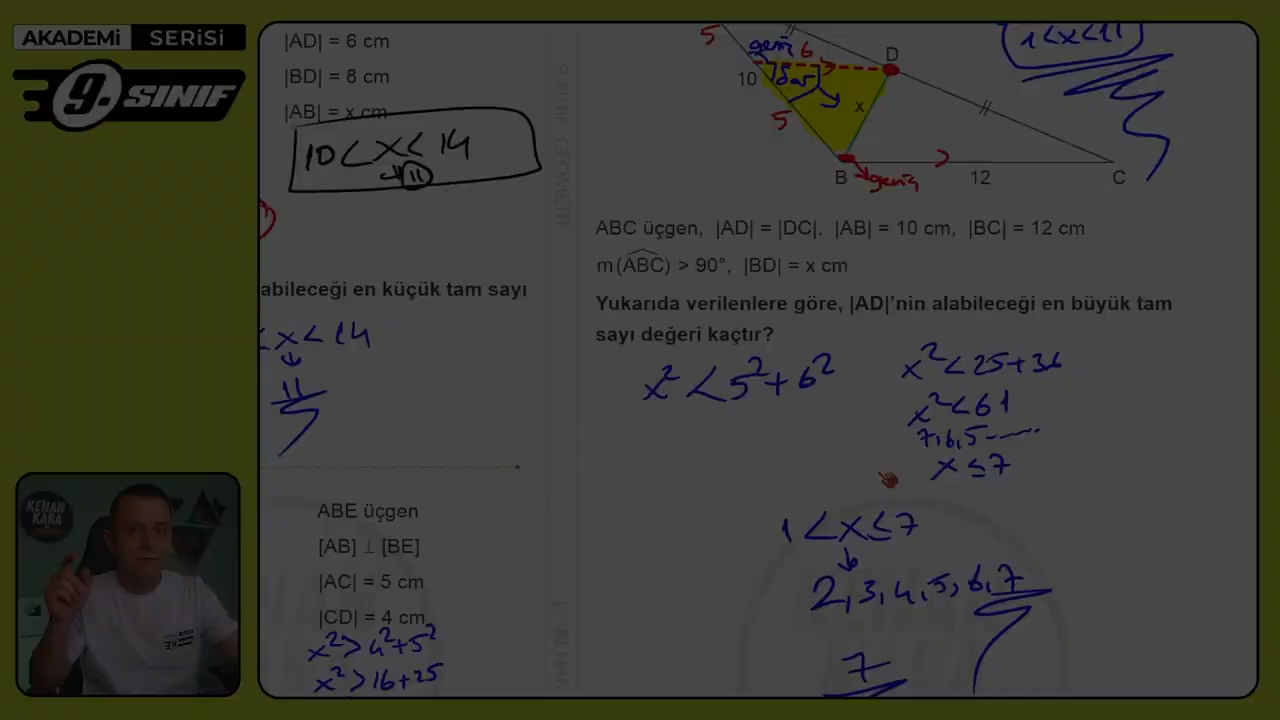 AKADEMİ SERİSİ
9. SINIF
|AD| = 6 cm
|BD| = 8 cm
|AB| = x cm
10 < x < 14
11
abileceği en küçük tam sayı
< x < 14
11
ABE üçgen
[AB] ⊥ [BE]
|AC| = 5 cm
|CD| = 4 cm
x² > 4² + 5²
x² > 16 + 25
1 < x < 11
5
geniş
6
D
10
dar
x
5
B
geniş
12
C
ABC üçgen, |AD| = |DC|. |AB| = 10 cm, |BC| = 12 cm
m(ABC) > 90°, |BD| = x cm
Yukarıda verilenlere göre, |AD|'nin alabileceği en büyük tam
sayı değeri kaçtır?
x² < 5² + 6²
x² < 25 + 36
x² < 61
7,6,5
x ≤ 7
1 < x ≤ 7
2, 3, 4, 5, 6, 7
7
KENAN
KARA